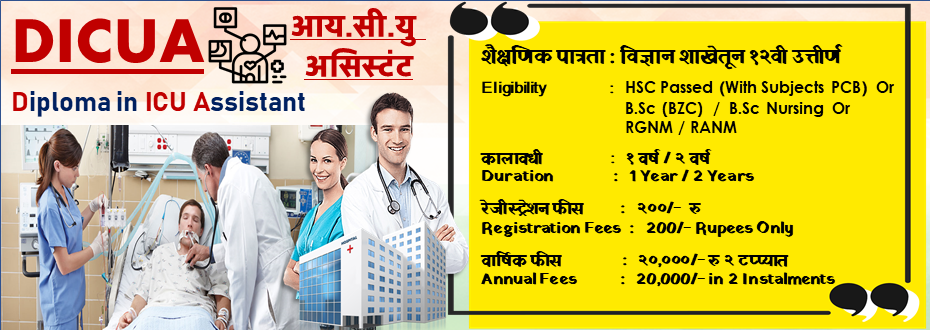 DICUA
आय.सी.यु
असिस्टंट
Diploma in ICU Assistant
HOSPITAL
शैक्षणिक पात्रता : विज्ञान शाखेतून १२वी उत्तीर्ण
Eligibility : HSC Passed (With Subjects PCB) Or
B.Sc (BZC) / B.Sc Nursing Or
RGNM / RANM
कालावधी : १ वर्ष / २ वर्ष
Duration : 1 Year / 2 Years
रेजीस्ट्रेशन फीस : २००/- रु
Registration Fees : 200/- Rupees Only
वार्षिक फीस : २०,०००/- रु २ टप्प्यात
Annual Fees : 20,000/- in 2 Instalments